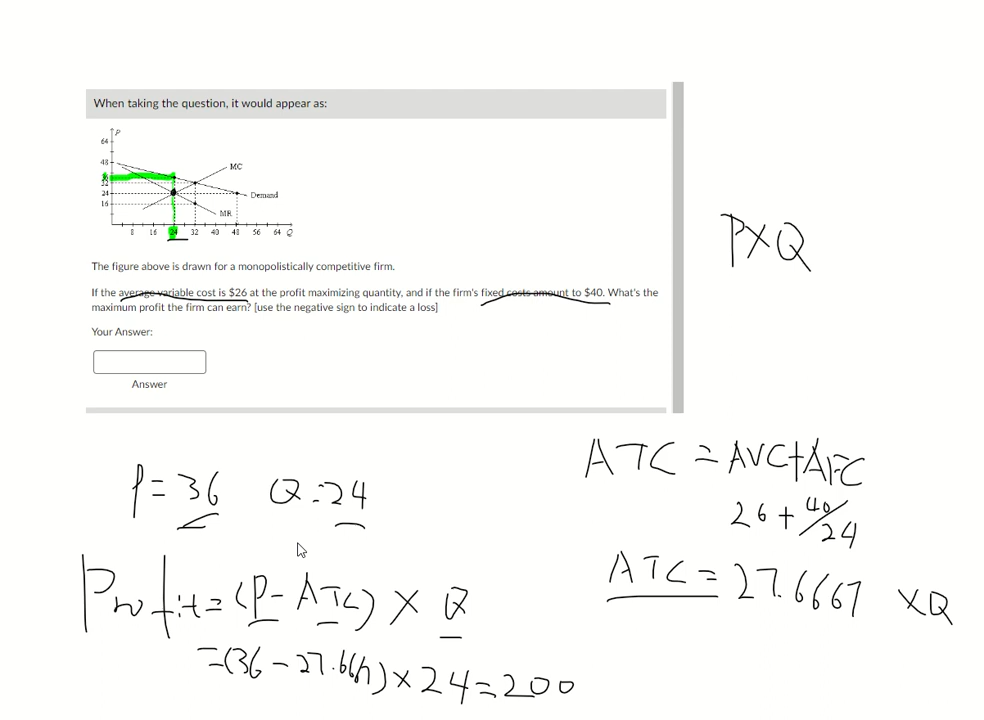 When taking the question, it would appear as:
P
64
48
32
24
16
MC
Demand
MR
8 16 24 32 40 48 56 64 Q
The figure above is drawn for a monopolistically competitive firm.
If the average variable cost is $26 at the profit maximizing quantity, and if the firm's fixed costs amount to $40. What's the
maximum profit the firm can earn? [use the negative sign to indicate a loss]
Your Answer:
Answer
P×Q
P=36 Q=24
Profit=(P-ATC)×Q
=(36-27.667)×24=200
ATC=AVC+AFC
26+40/24
ATC=27.6667 ×Q